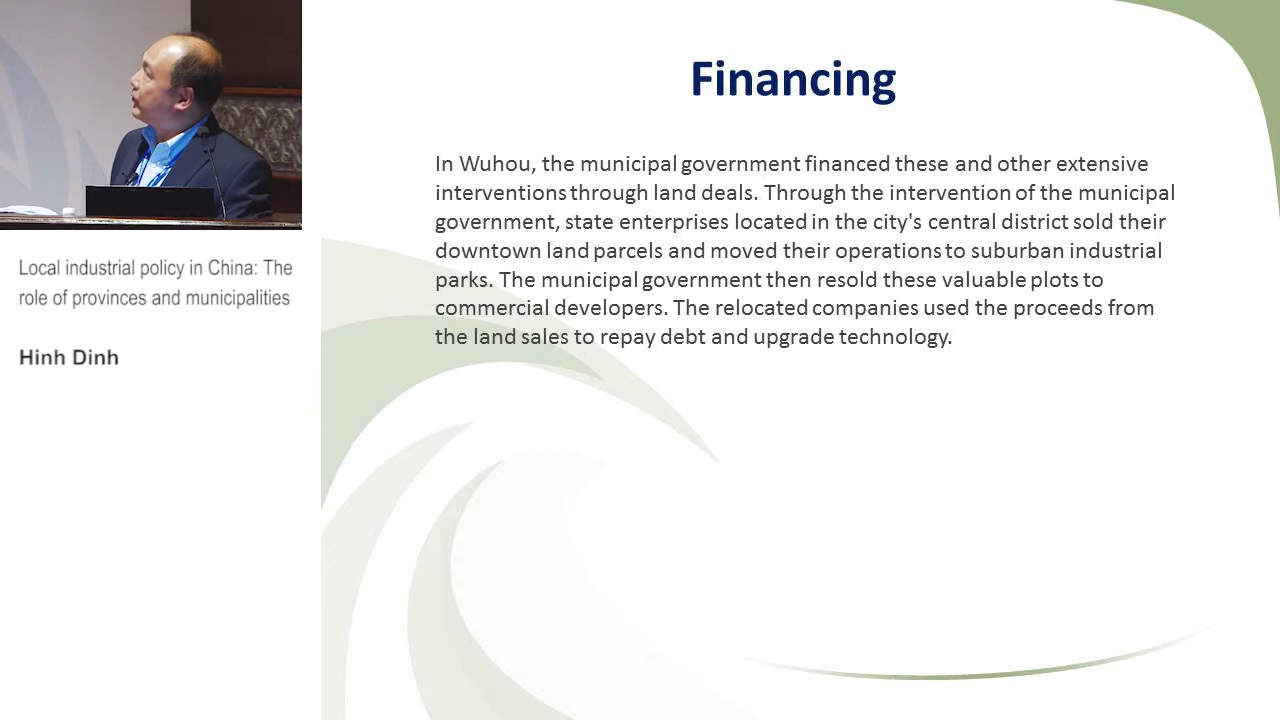 Financing
In Wuhou, the municipal government financed these and other extensive
interventions through land deals. Through the intervention of the municipal
government, state enterprises located in the city's central district sold their
downtown land parcels and moved their operations to suburban industrial
parks. The municipal government then resold these valuable plots to
commercial developers. The relocated companies used the proceeds from
the land sales to repay debt and upgrade technology.
Local industrial policy in China: The
role of provinces and municipalities
Hinh Dinh